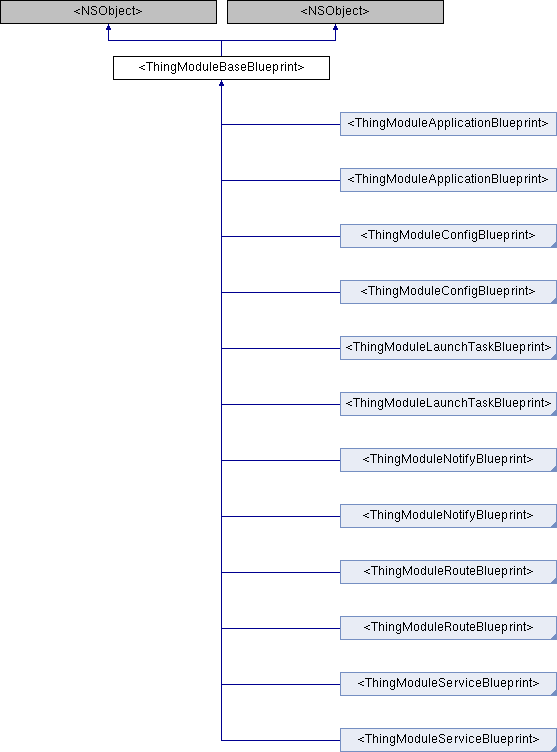 <NSObject>
<NSObject>
<ThingModuleBaseBlueprint>
<ThingModuleApplicationBlueprint>
<ThingModuleApplicationBlueprint>
<ThingModuleConfigBlueprint>
<ThingModuleConfigBlueprint>
<ThingModuleLaunchTaskBlueprint>
<ThingModuleLaunchTaskBlueprint>
<ThingModuleNotifyBlueprint>
<ThingModuleNotifyBlueprint>
<ThingModuleRouteBlueprint>
<ThingModuleRouteBlueprint>
<ThingModuleServiceBlueprint>
<ThingModuleServiceBlueprint>